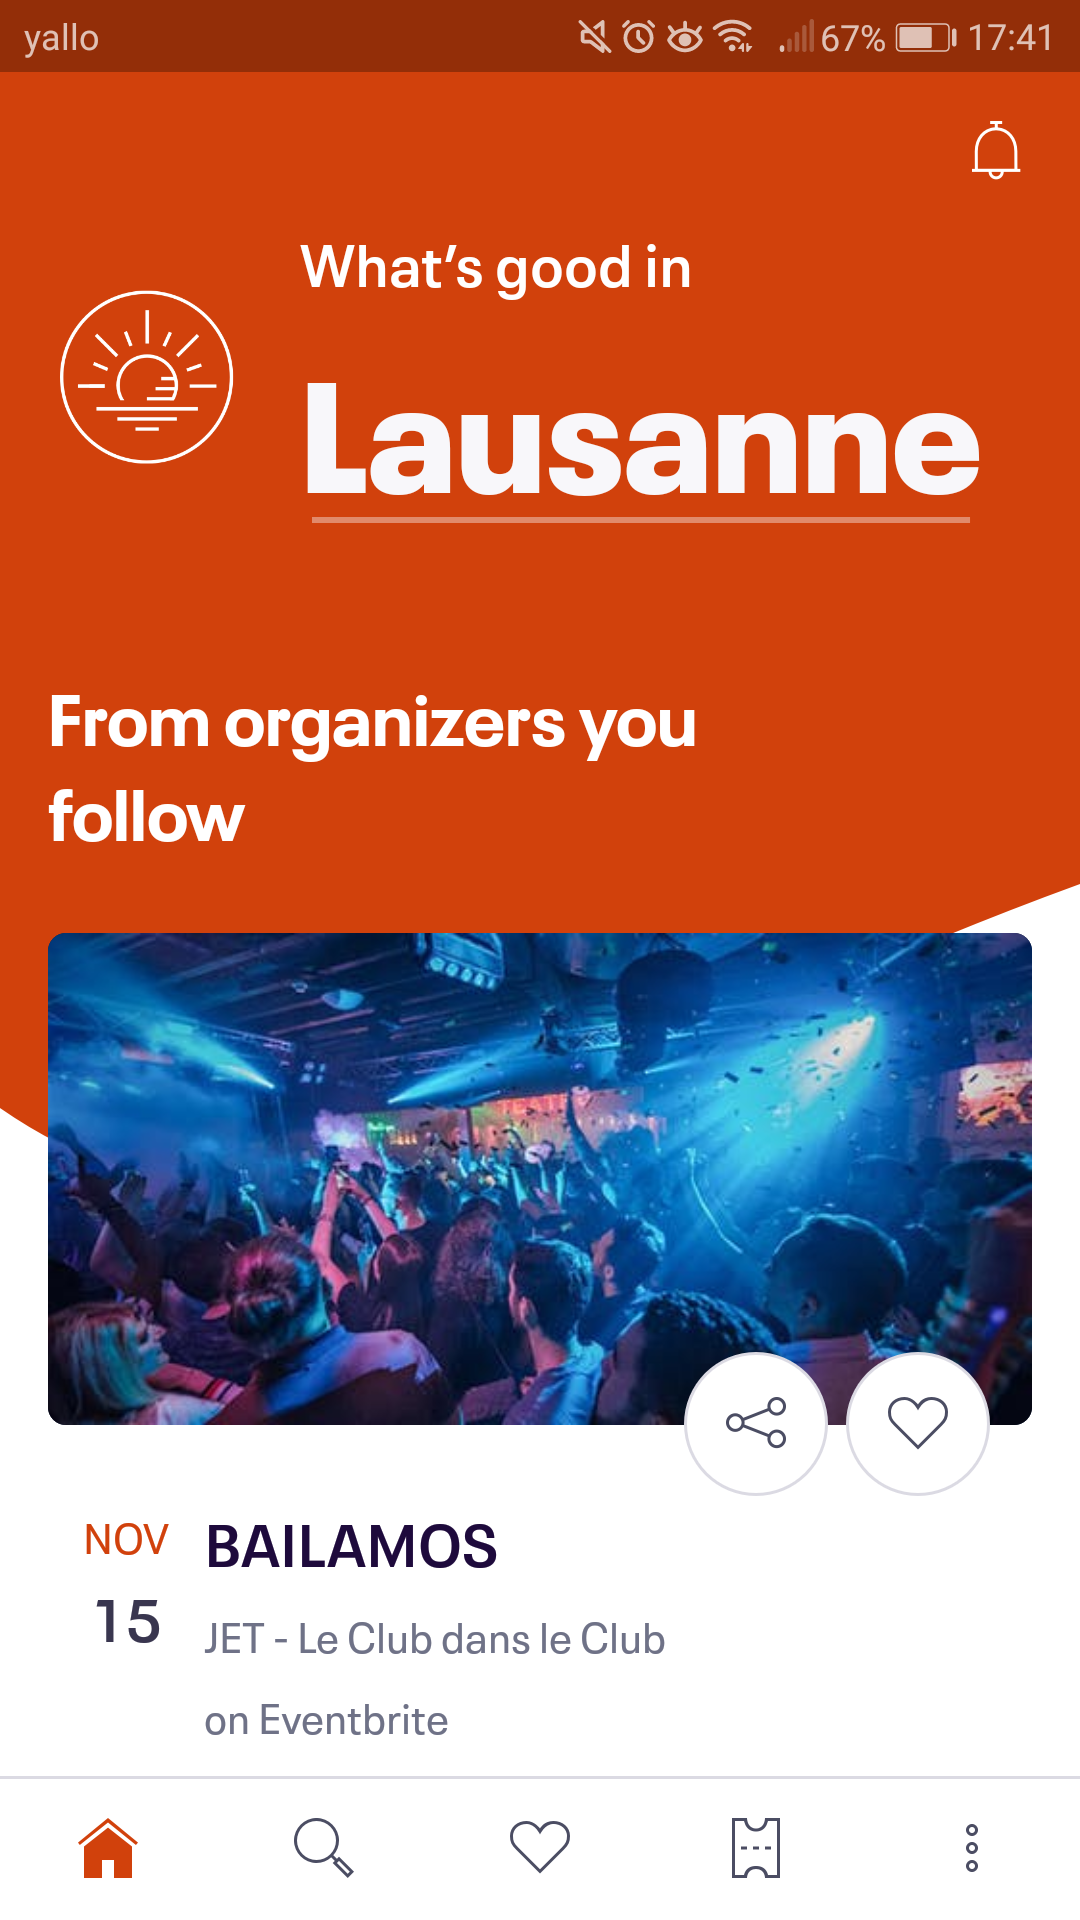 yallo
67% 17:41
What's good in
Lausanne
From organizers you
follow
NOV
15
BAILAMOS
JET - Le Club dans le Club
on Eventbrite